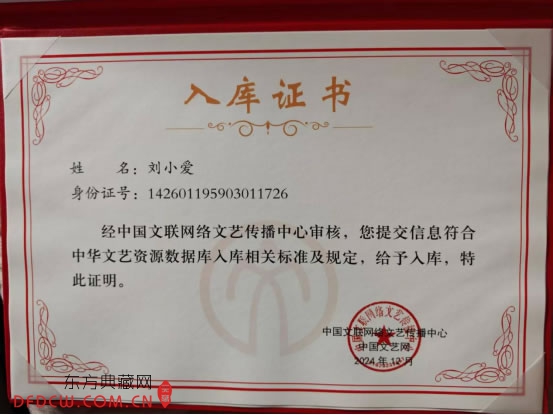 入库证书
姓 名：刘小爱
身份证号：142601195903011726
经中国文联网络文艺传播中心审核，您提交信息符合
中华文艺资源数据库入库相关标准及规定，给予入库，特
此证明。
中国文联网络文艺传播中心
中国文艺网
2024年12月
东方典藏网
DFDCW.COM.CN